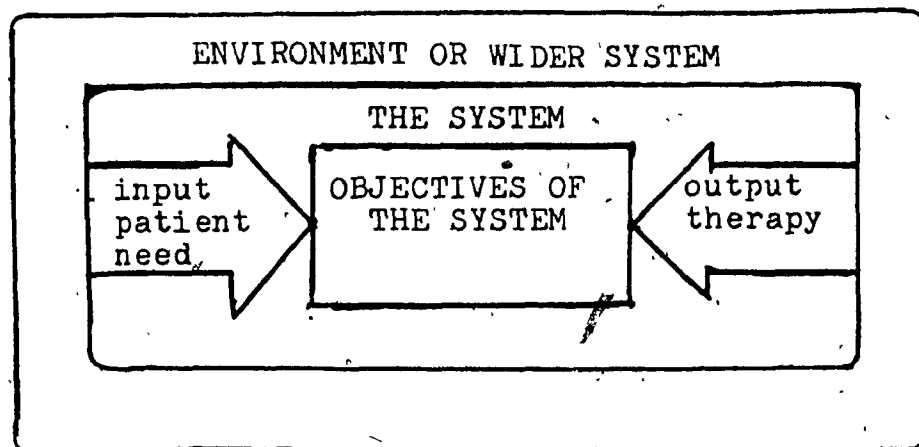 ENVIRONMENT OR WIDER SYSTEM
THE SYSTEM
input
patient
need
OBJECTIVES OF
THE SYSTEM
output
therapy